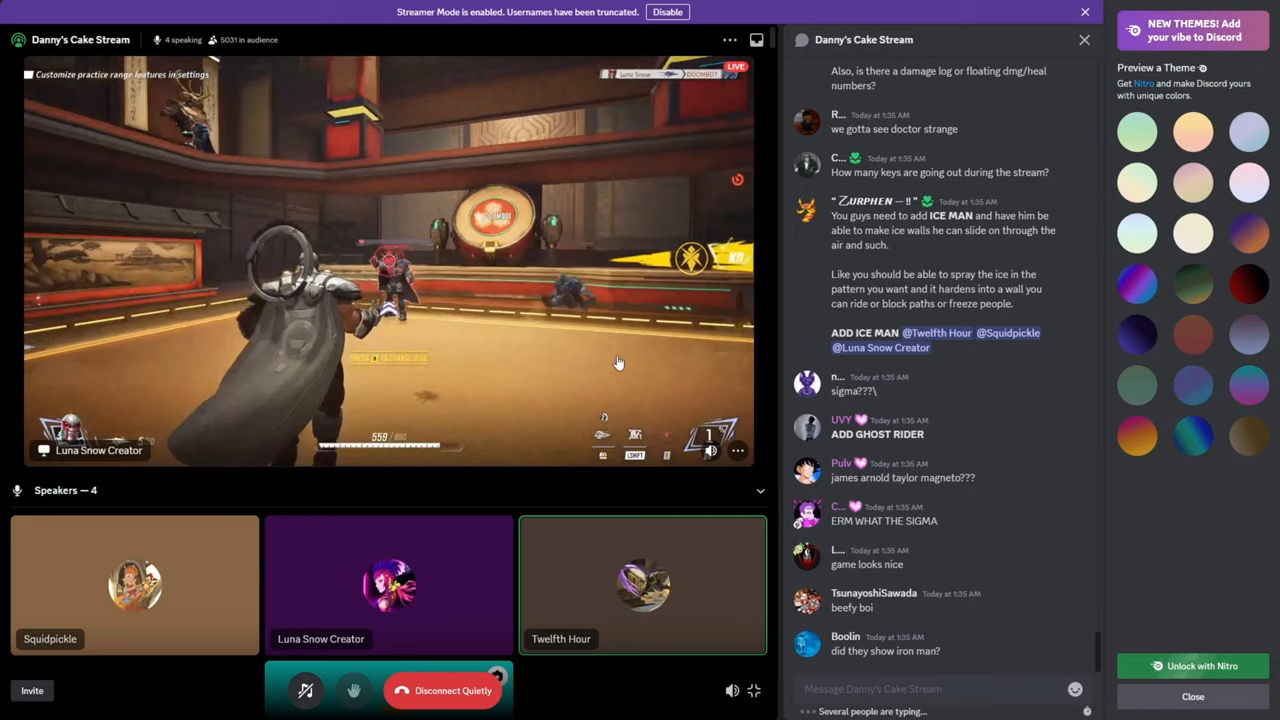 Streamer Mode is enabled. Usernames have been truncated.
Disable
Danny's Cake Stream
4 speaking
5031 in audience
Customize practice range features in settings
Luna Snow
DOOMBOT
LIVE
DOOMBOT
KO
559 / 850
LSHIFT
1
Luna Snow Creator
Speakers — 4
Squidpickle
Luna Snow Creator
Twelfth Hour
Invite
Disconnect Quietly
Danny's Cake Stream
Also, is there a damage log or floating dmg/heal
numbers?
R... Today at 1:35 AM
we gotta see doctor strange
C... Today at 1:35 AM
How many keys are going out during the stream?
" ZURPHEN — !! " Today at 1:35 AM
You guys need to add ICE MAN and have him be
able to make ice walls he can slide on through the
air and such.
Like you should be able to spray the ice in the
pattern you want and it hardens into a wall you
can ride or block paths or freeze people.
ADD ICE MAN @Twelfth Hour @Squidpickle
@Luna Snow Creator
n... Today at 1:35 AM
sigma???\
UVY Today at 1:35 AM
ADD GHOST RIDER
Pulv Today at 1:35 AM
james arnold taylor magneto???
C... Today at 1:35 AM
ERM WHAT THE SIGMA
L... Today at 1:35 AM
game looks nice
TsunayoshiSawada Today at 1:35 AM
beefy boi
Boolin Today at 1:35 AM
did they show iron man?
Message Danny's Cake Stream
Several people are typing...
NEW THEMES! Add
your vibe to Discord
Preview a Theme
Get Nitro and make Discord yours
with unique colors.
Unlock with Nitro
Close